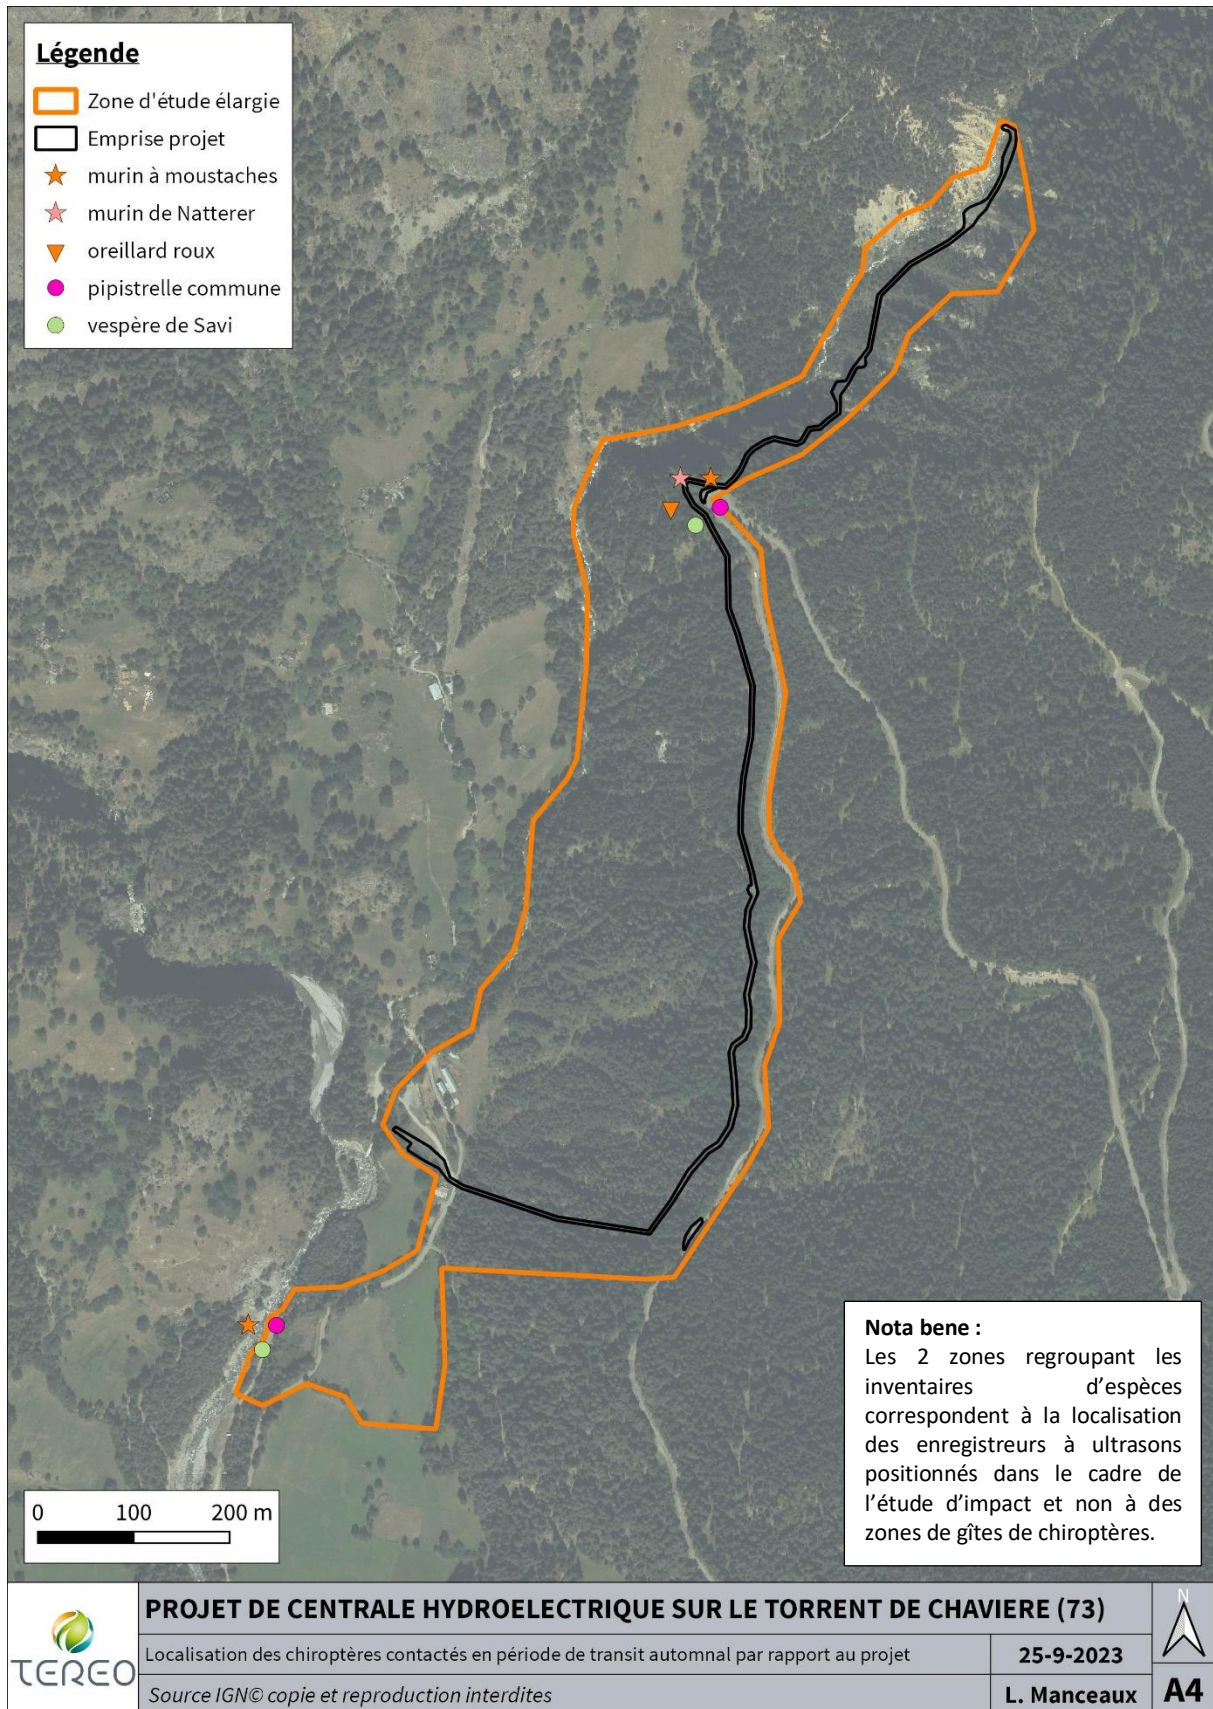 Légende
Zone d'étude élargie
Emprise projet
murin à moustaches
murin de Natterer
oreillard roux
pipistrelle commune
vespère de Savi
Nota bene :
Les 2 zones regroupant les
inventaires d’espèces
correspondent à la localisation
des enregistreurs à ultrasons
positionnés dans le cadre de
l’étude d’impact et non à des
zones de gîtes de chiroptères.
0 100 200 m
TEREO
PROJET DE CENTRALE HYDROELECTRIQUE SUR LE TORRENT DE CHAVIERE (73)
Localisation des chiroptères contactés en période de transit automnal par rapport au projet
25-9-2023
Source IGN© copie et reproduction interdites
L. Manceaux
N
A4